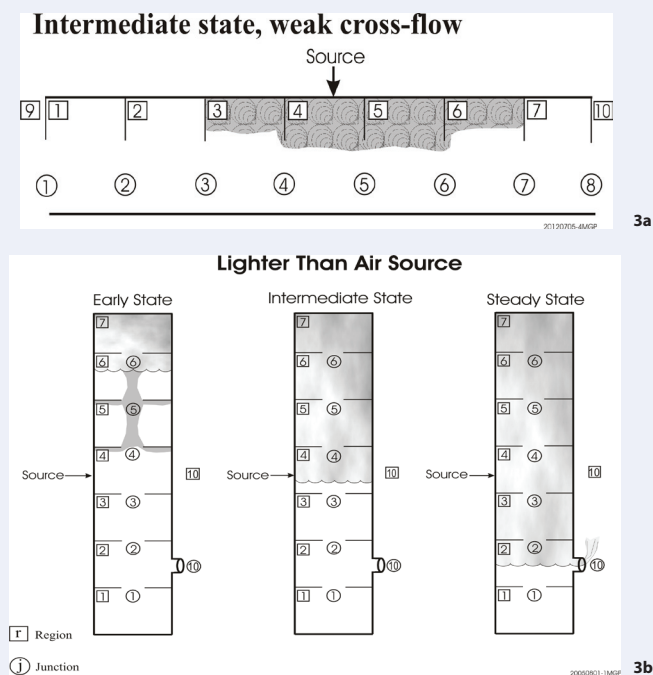 Intermediate state, weak cross-flow
Source
9 1 2 3 4 5 6 7 10
1 2 3 4 5 6 7 8
20120705-4MGP
3a
Lighter Than Air Source
Early State Intermediate State Steady State
7 7 7
6 6 6 6 6 6
5 5 5 5 5 5
4 4 4 4 4 4
Source 10 Source 10 Source 10
3 3 3 3 3 3
2 2 2 2 2 2
10 10 10
1 1 1 1 1 1
r Region
j Junction
20050801-1MGP
3b